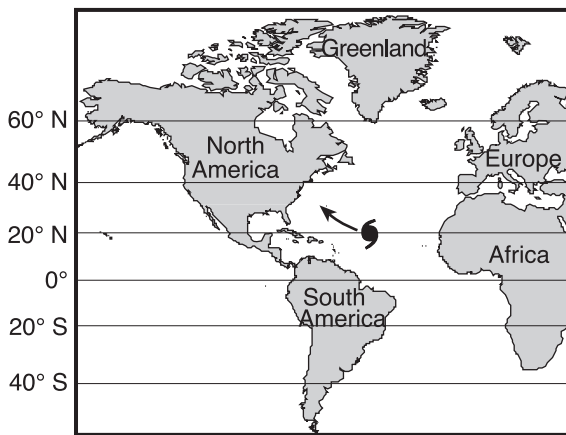 Greenland
60° N
North
America
Europe
40° N
20° N
Africa
0°
South
America
20° S
40° S